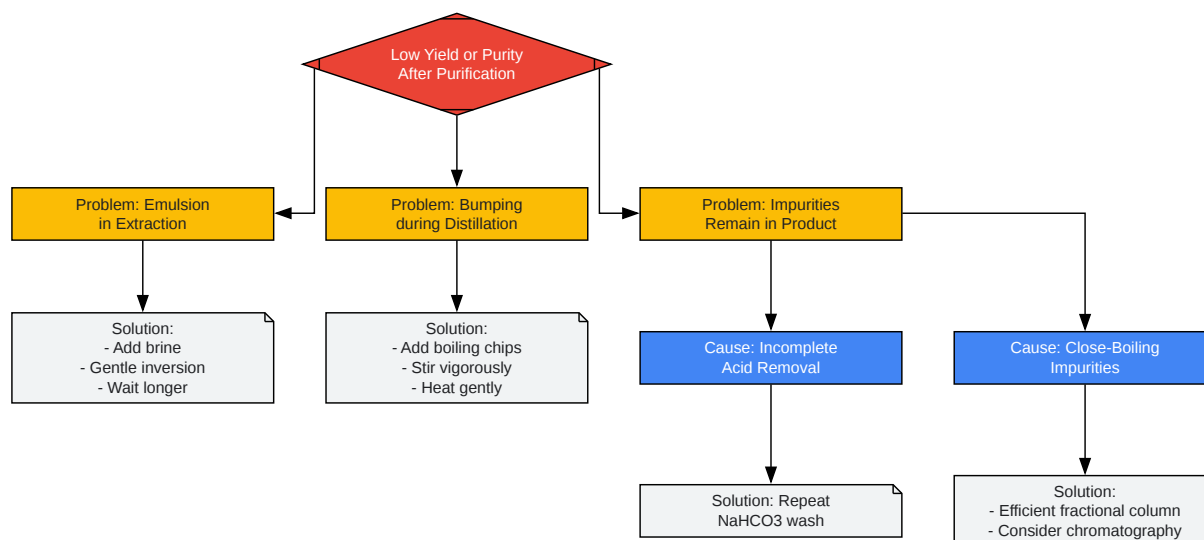 Low Yield or Purity
After Purification
Problem: Emulsion
in Extraction
Problem: Bumping
during Distillation
Problem: Impurities
Remain in Product
Solution:
- Add brine
- Gentle inversion
- Wait longer
Solution:
- Add boiling chips
- Stir vigorously
- Heat gently
Cause: Incomplete
Acid Removal
Cause: Close-Boiling
Impurities
Solution: Repeat
NaHCO3 wash
Solution:
- Efficient fractional column
- Consider chromatography